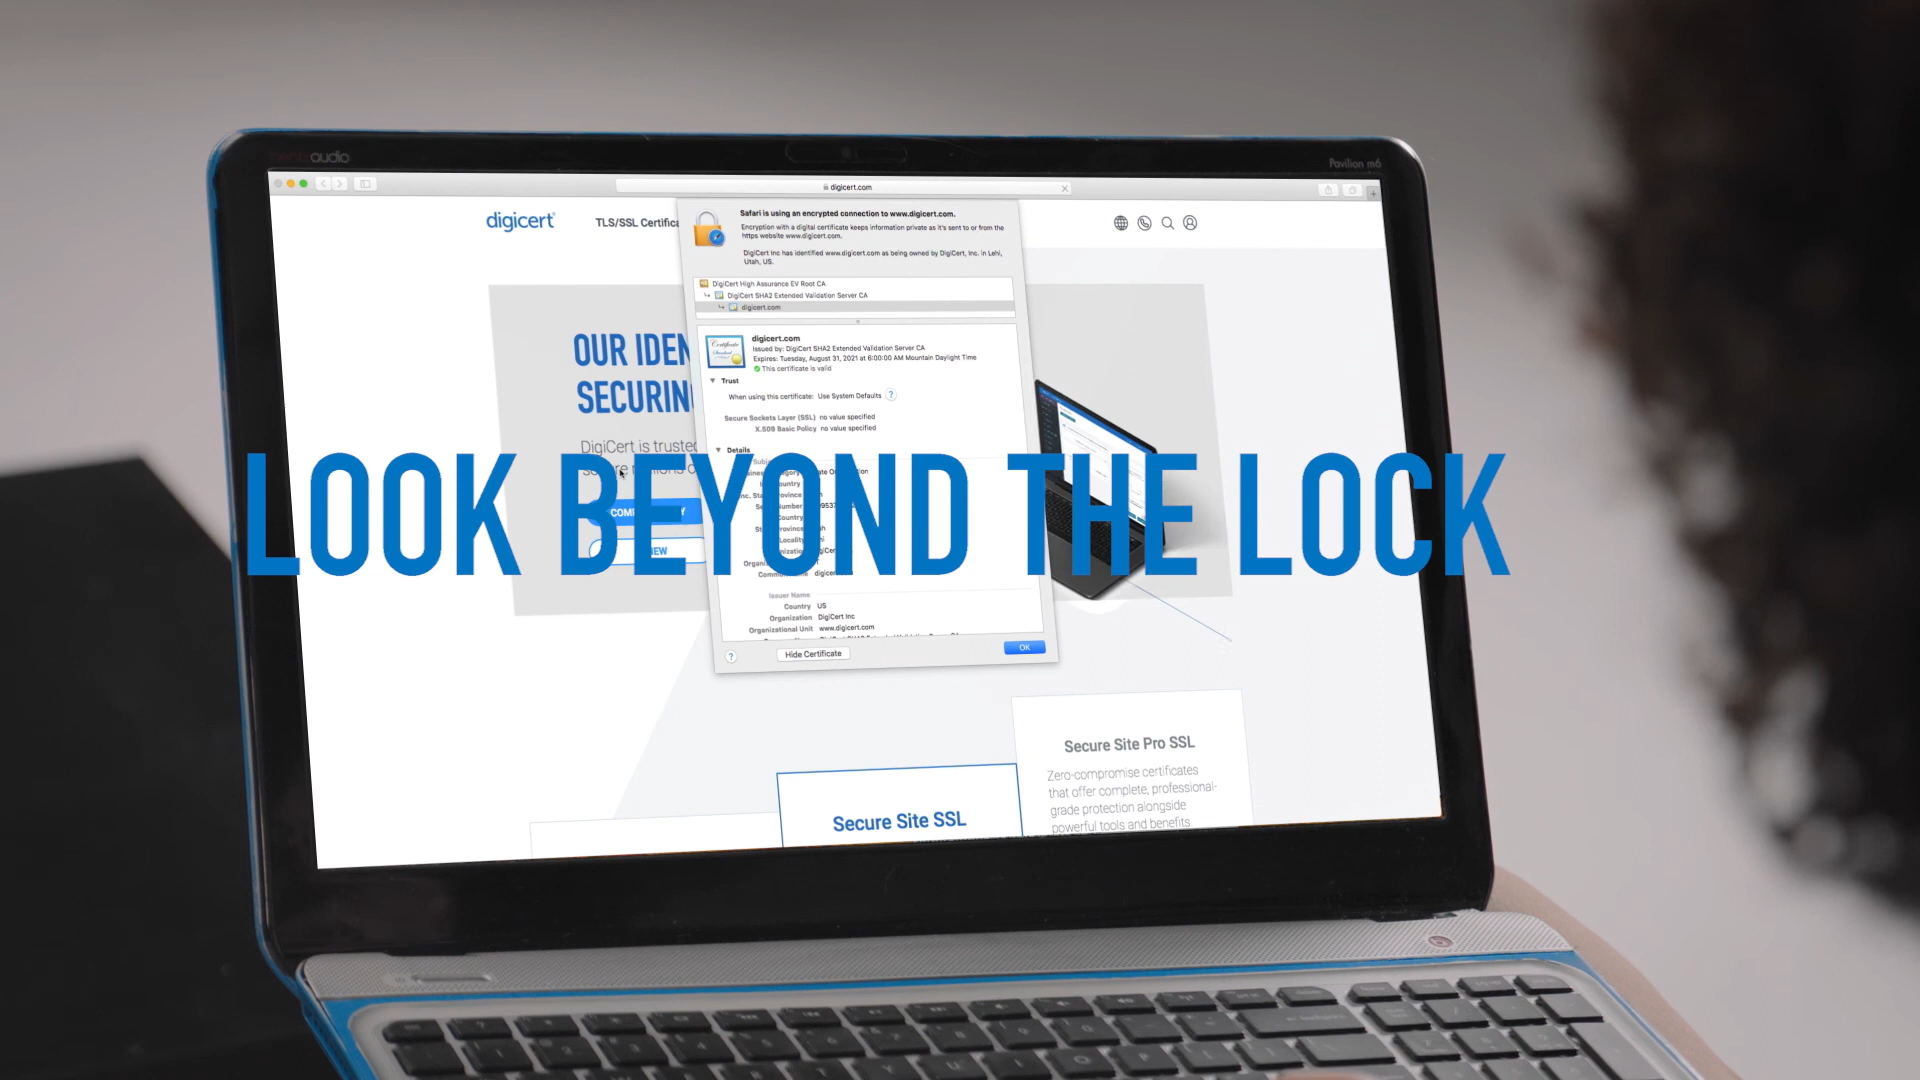 audio
Pavilion m6
digicert.com
digicert
TLS/SSL
Safari is using an encrypted connection to www.digicert.com.
Encryption with a digital certificate keeps information private as it's sent to or from the
https website www.digicert.com.
DigiCert Inc has identified www.digicert.com as being owned by DigiCert, Inc. in Lehi,
Utah, US.
DigiCert High Assurance EV Root CA
DigiCert SHA2 Extended Validation Server CA
digicert.com
Certificate
digicert.com
Issued by: DigiCert SHA2 Extended Validation Server CA
Expires: Tuesday, August 31, 2021 at 6:00:00 AM Mountain Daylight Time
This certificate is valid
OUR
SECURIN
Trust
When using this certificate: Use System Defaults ?
Secure Sockets Layer (SSL) no value specified
X.509 Basic Policy no value specified
DigiCert is trusted
Details
LOOK BEYOND THE LOCK
Issuer Name
Country US
Organization DigiCert Inc
Organizational Unit www.digicert.com
? Hide Certificate OK
Secure Site Pro SSL
Zero-compromise certificates
that offer complete, professional-
grade protection alongside
powerful tools and benefits.
Secure Site SSL